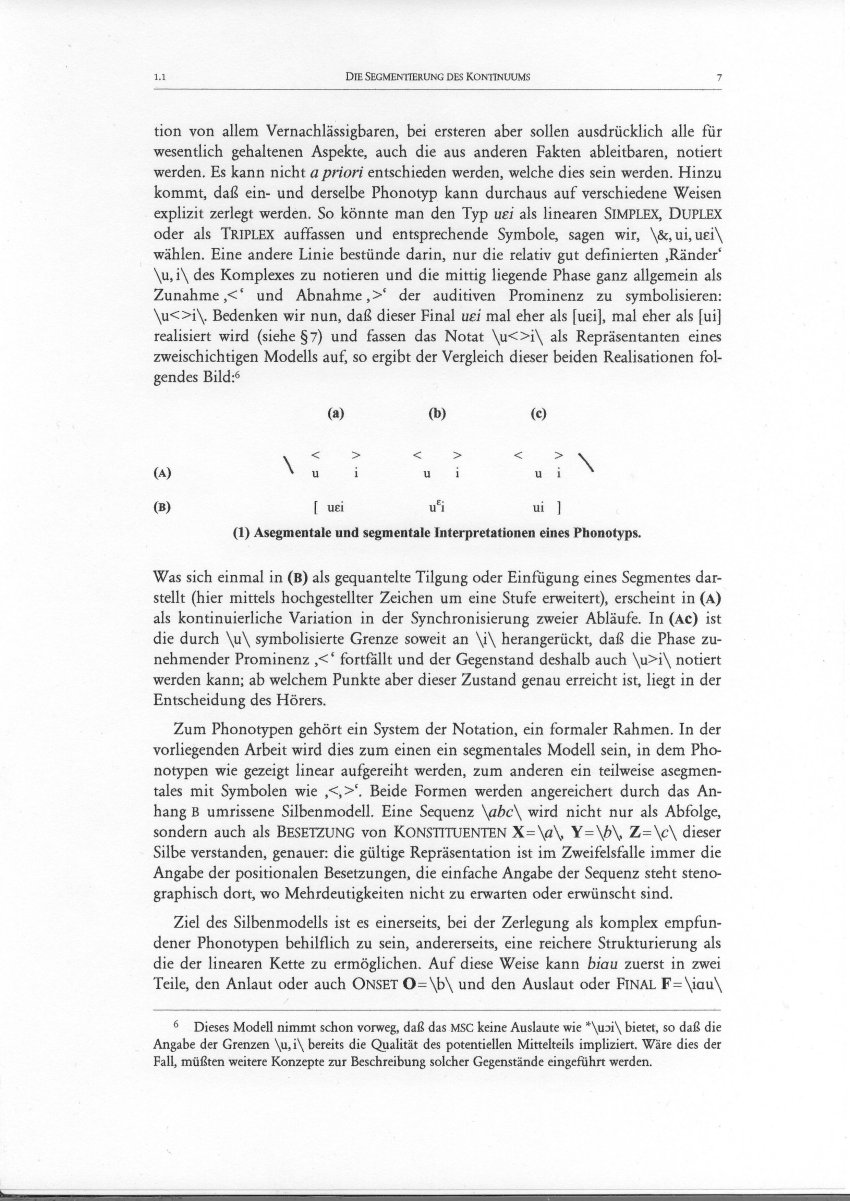 1.1 DIE SEGMENTIERUNG DES KONTINUUMS 7
tion von allem Vernachlässigbaren, bei ersteren aber sollen ausdrücklich alle für
wesentlich gehaltenen Aspekte, auch die aus anderen Fakten ableitbaren, notiert
werden. Es kann nicht a priori entschieden werden, welche dies sein werden. Hinzu
kommt, daß ein- und derselbe Phonotyp kann durchaus auf verschiedene Weisen
explizit zerlegt werden. So könnte man den Typ uɛi als linearen SIMPLEX, DUPLEX
oder als TRIPLEX auffassen und entsprechende Symbole, sagen wir, \&, ui, uɛi\
wählen. Eine andere Linie bestünde darin, nur die relativ gut definierten ‚Ränder‘
\u, i\ des Komplexes zu notieren und die mittig liegende Phase ganz allgemein als
Zunahme ‚<‘ und Abnahme ‚>‘ der auditiven Prominenz zu symbolisieren:
\u<>i\. Bedenken wir nun, daß dieser Final uɛi mal eher als [uɛi], mal eher als [ui]
realisiert wird (siehe § 7) und fassen das Notat \u<>i\ als Repräsentanten eines
zweischichtigen Modells auf, so ergibt der Vergleich dieser beiden Realisationen fol-
gendes Bild:⁶
(a) (b) (c)
\ < > < > < > \
(A) u i u i u i
(B) [ uɛi uᵋi ui ]
(1) Asegmentale und segmentale Interpretationen eines Phonotyps.
Was sich einmal in (B) als gequantelte Tilgung oder Einfügung eines Segmentes dar-
stellt (hier mittels hochgestellter Zeichen um eine Stufe erweitert), erscheint in (A)
als kontinuierliche Variation in der Synchronisierung zweier Abläufe. In (AC) ist
die durch \u\ symbolisierte Grenze soweit an \i\ herangerückt, daß die Phase zu-
nehmender Prominenz ‚<‘ fortfällt und der Gegenstand deshalb auch \u>i\ notiert
werden kann; ab welchem Punkte aber dieser Zustand genau erreicht ist, liegt in der
Entscheidung des Hörers.
Zum Phonotypen gehört ein System der Notation, ein formaler Rahmen. In der
vorliegenden Arbeit wird dies zum einen ein segmentales Modell sein, in dem Pho-
notypen wie gezeigt linear aufgereiht werden, zum anderen ein teilweise asegmen-
tales mit Symbolen wie ‚<, >‘. Beide Formen werden angereichert durch das An-
hang B umrissene Silbenmodell. Eine Sequenz \abc\ wird nicht nur als Abfolge,
sondern auch als BESETZUNG von KONSTITUENTEN X=\a\, Y=\b\, Z=\c\ dieser
Silbe verstanden, genauer: die gültige Repräsentation ist im Zweifelsfalle immer die
Angabe der positionalen Besetzungen, die einfache Angabe der Sequenz steht steno-
graphisch dort, wo Mehrdeutigkeiten nicht zu erwarten oder erwünscht sind.
Ziel des Silbenmodells ist es einerseits, bei der Zerlegung als komplex empfun-
dener Phonotypen behilflich zu sein, andererseits, eine reichere Strukturierung als
die der linearen Kette zu ermöglichen. Auf diese Weise kann biɑu zuerst in zwei
Teile, den Anlaut oder auch ONSET O=\b\ und den Auslaut oder FINAL F=\iɑu\
⁶ Dieses Modell nimmt schon vorweg, daß das MSC keine Auslaute wie *\uɔi\ bietet, so daß die
Angabe der Grenzen \u, i\ bereits die Qualität des potentiellen Mittelteils impliziert. Wäre dies der
Fall, müßten weitere Konzepte zur Beschreibung solcher Gegenstände eingeführt werden.